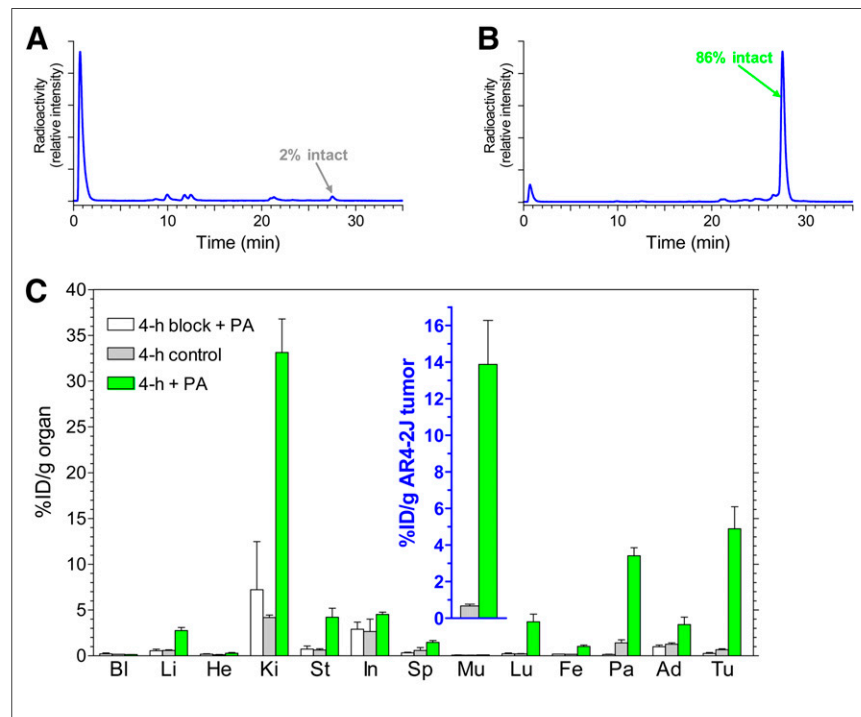 A
Radioactivity
(relative intensity)
2% intact
0
10
20
30
Time (min)
B
Radioactivity
(relative intensity)
86% intact
0
10
20
30
Time (min)
C
%ID/g organ
40
35
30
25
20
15
10
5
0
4-h block + PA
4-h control
4-h + PA
%ID/g AR4-2J tumor
16
14
12
10
8
6
4
2
0
Bl Li He Ki St In Sp Mu Lu Fe Pa Ad Tu